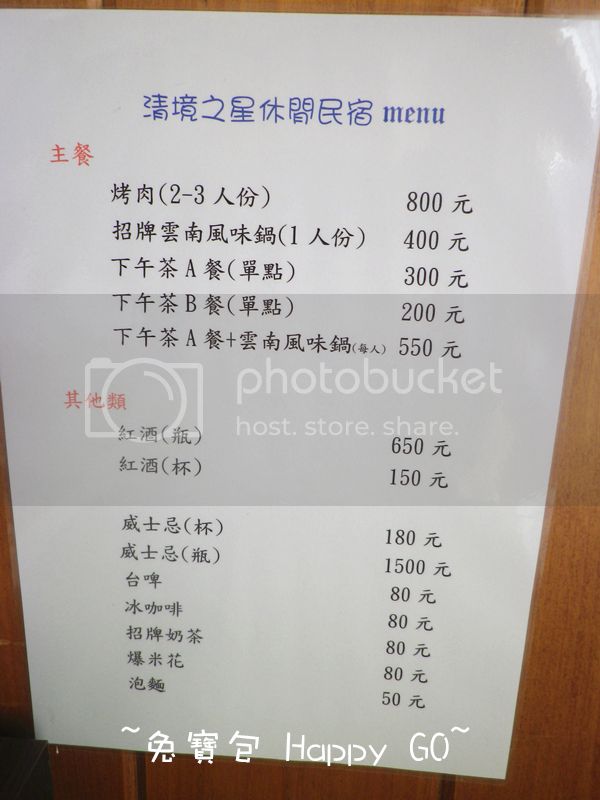 清境之星休閒民宿 menu
主餐
烤肉(2-3 人份) 800 元
招牌雲南風味鍋(1 人份) 400 元
下午茶 A 餐(單點) 300 元
下午茶 B 餐(單點) 200 元
下午茶 A 餐+雲南風味鍋(每人) 550 元
photobucket
host. store. share.
其他類
紅酒(瓶) 650 元
紅酒(杯) 150 元
威士忌(杯) 180 元
威士忌(瓶) 1500 元
台啤 80 元
冰咖啡 80 元
招牌奶茶 80 元
爆米花 80 元
泡麵 50 元
~兔寶包 Happy GO~